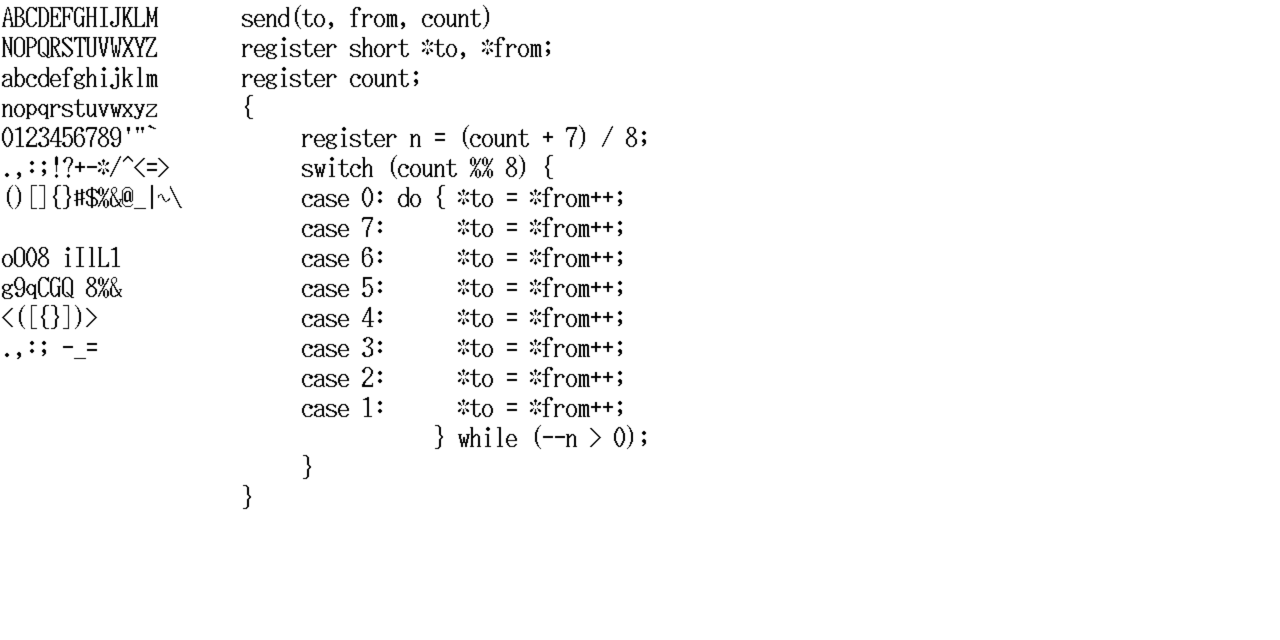 ABCDEFGHIJKLM
NOPQRSTUVWXYZ
abcdefghijklm
nopqrstuvwxyz
0123456789'"`
.,:;!?+-*/^<=>
()[]{}#$%&@_|~\
oO08 iIlL1
g9qCGQ 8%&
<([{}])>
.,:; -_=
send(to, from, count)
register short *to, *from;
register count;
{
     register n = (count + 7) / 8;
     switch (count %% 8) {
     case 0: do { *to = *from++;
     case 7:      *to = *from++;
     case 6:      *to = *from++;
     case 5:      *to = *from++;
     case 4:      *to = *from++;
     case 3:      *to = *from++;
     case 2:      *to = *from++;
     case 1:      *to = *from++;
                } while (--n > 0);
     }
}